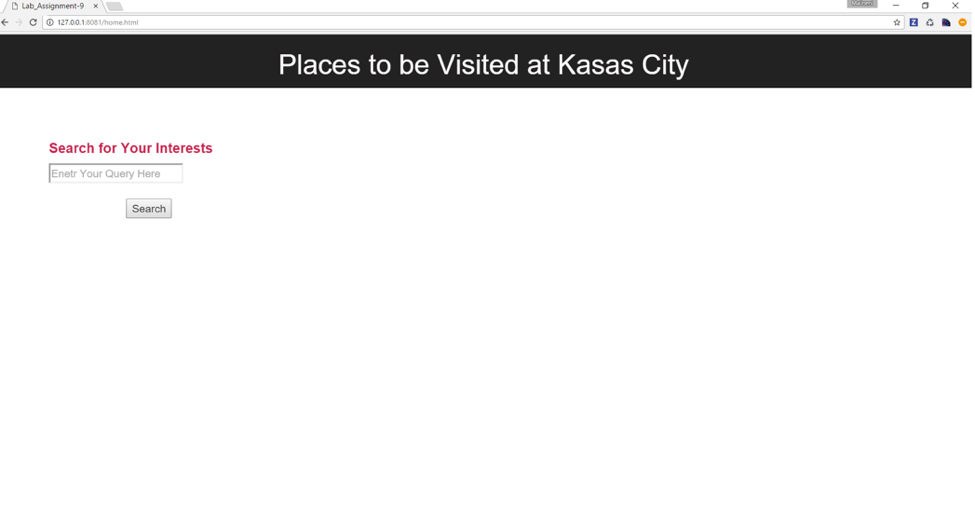 Lab_Assignment-9
127.0.0.1:8081/home.html
Places to be Visited at Kasas City
Search for Your Interests
Enetr Your Query Here
Search